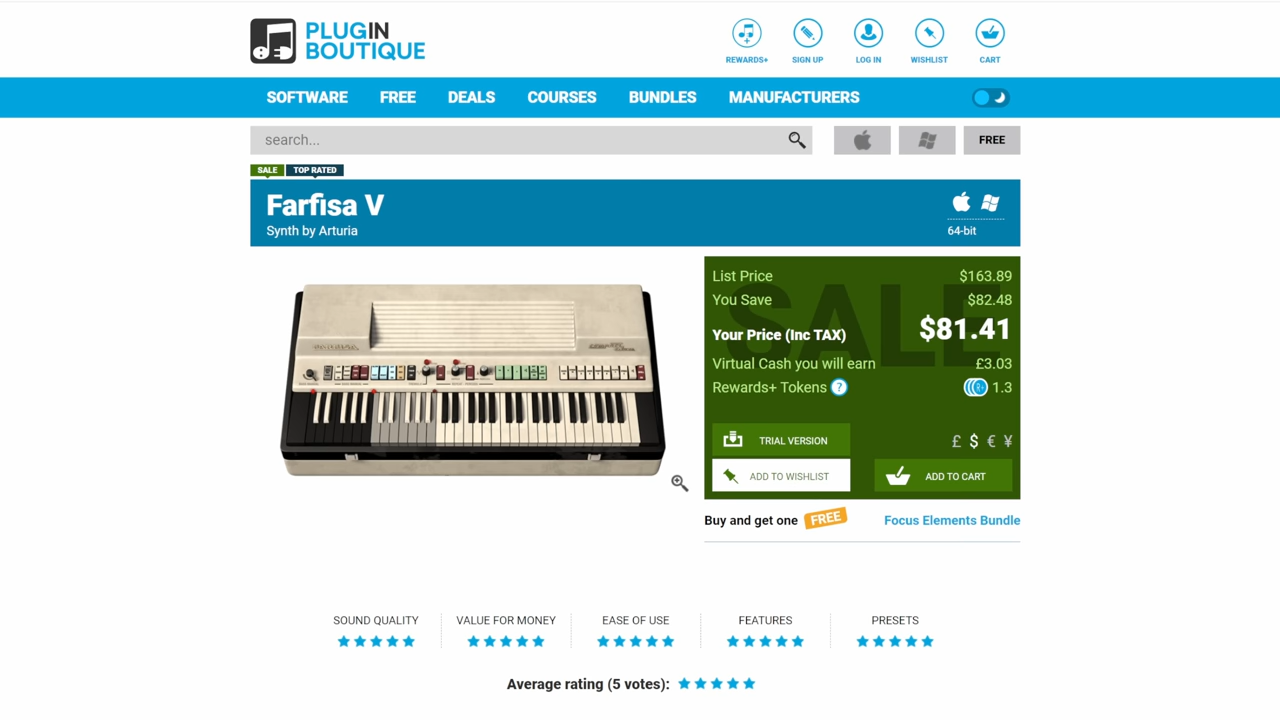 PLUGIN
BOUTIQUE
REWARDS+ SIGN UP LOG IN WISHLIST CART
SOFTWARE FREE DEALS COURSES BUNDLES MANUFACTURERS
search... FREE
SALE TOP RATED
Farfisa V
Synth by Arturia
64-bit
SALE
List Price $163.89
You Save $82.48
Your Price (Inc TAX) $81.41
Virtual Cash you will earn £3.03
Rewards+ Tokens ? 1.3
TRIAL VERSION £ $ € ¥
ADD TO WISHLIST ADD TO CART
Buy and get one FREE Focus Elements Bundle
SOUND QUALITY VALUE FOR MONEY EASE OF USE FEATURES PRESETS
Average rating (5 votes):